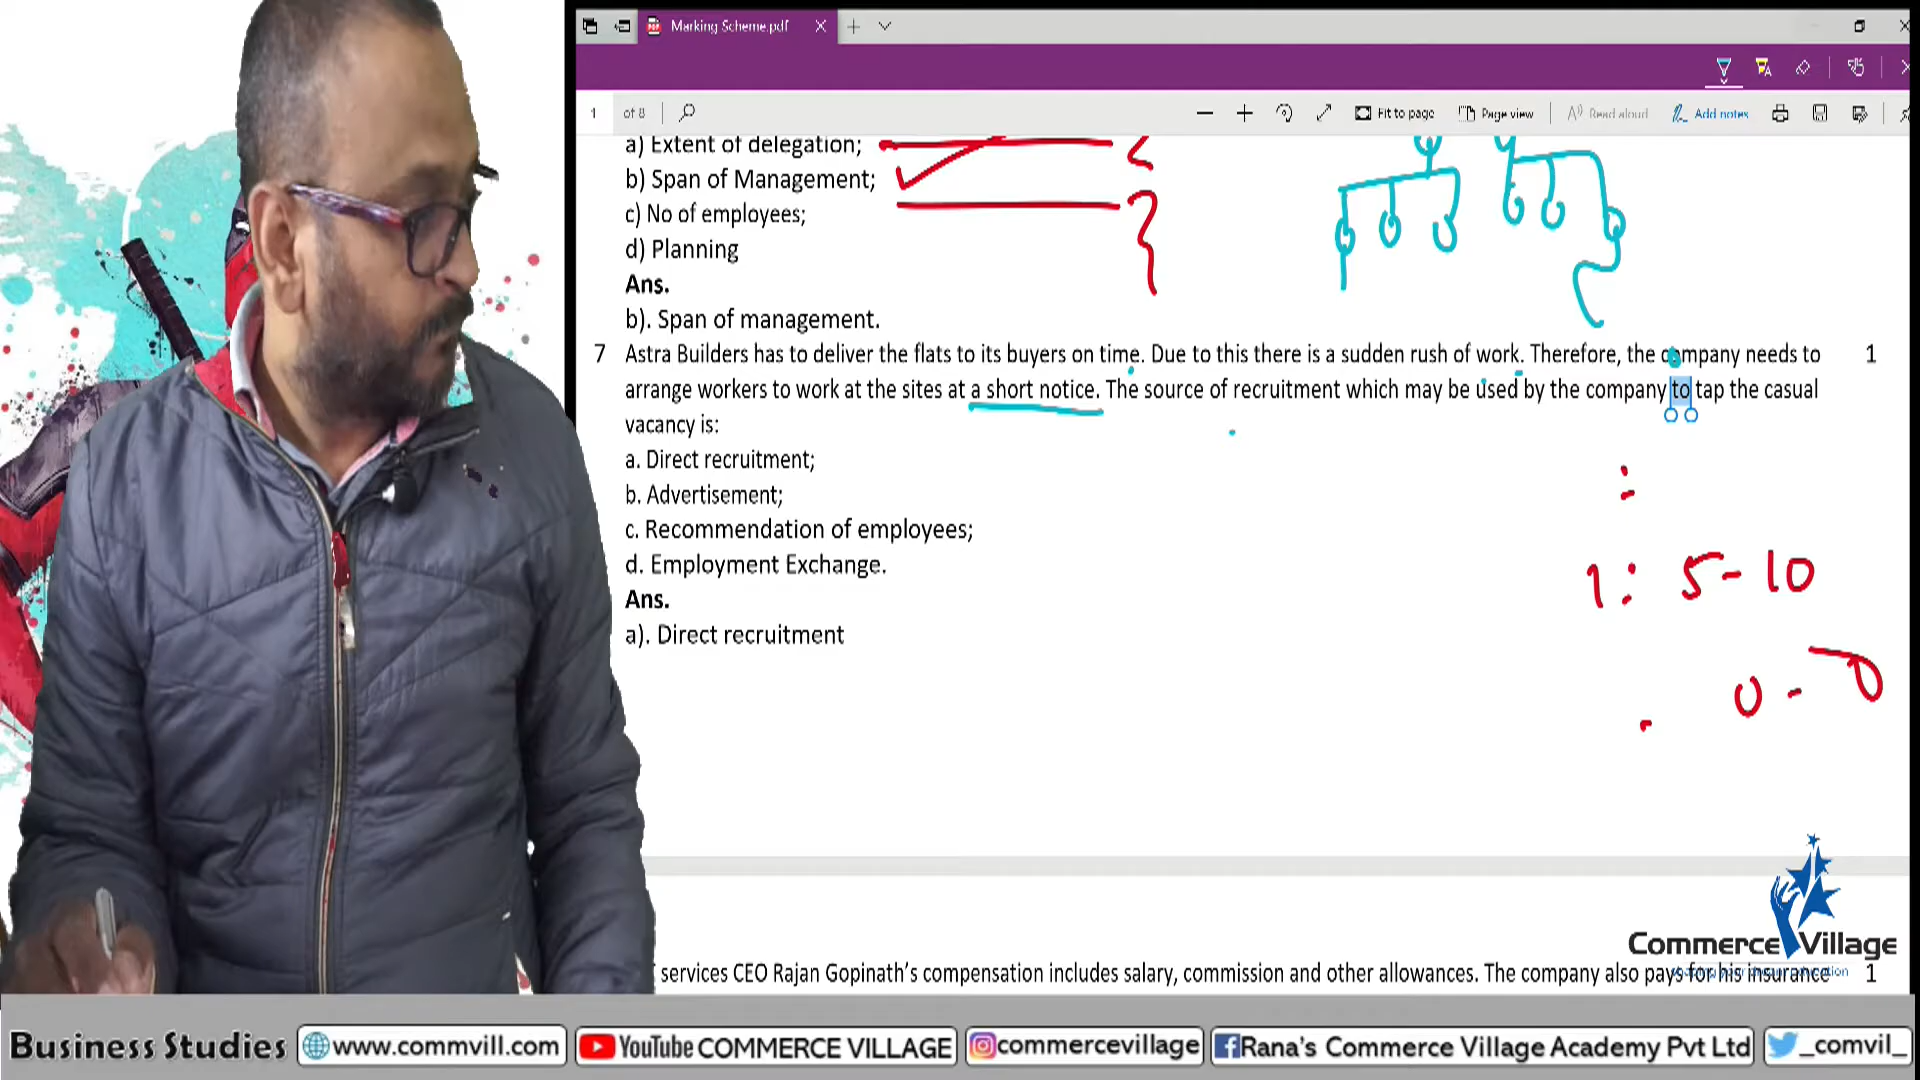 Marking Scheme.pdf
1 of 8
Fit to page
Page view
Read aloud
Add notes
a) Extent of delegation;
b) Span of Management;
c) No of employees;
d) Planning
Ans.
b). Span of management.
7 Astra Builders has to deliver the flats to its buyers on time. Due to this there is a sudden rush of work. Therefore, the company needs to 1
arrange workers to work at the sites at a short notice. The source of recruitment which may be used by the company to tap the casual
vacancy is:
a. Direct recruitment;
b. Advertisement;
c. Recommendation of employees;
d. Employment Exchange.
Ans.
a). Direct recruitment
1: 5-10
Commerce Village
services CEO Rajan Gopinath's compensation includes salary, commission and other allowances. The company also pays for his insurance 1
Business Studies
www.commvill.com
YouTube COMMERCE VILLAGE
commercevillage
Rana's Commerce Village Academy Pvt Ltd
_comvil_